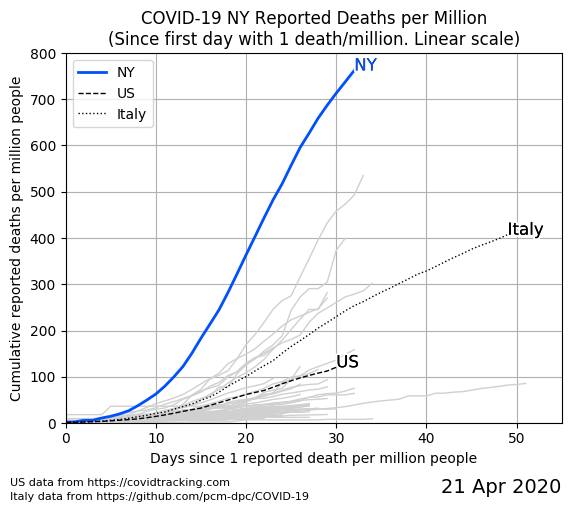 COVID-19 NY Reported Deaths per Million
(Since first day with 1 death/million. Linear scale)
800
700
600
500
400
300
200
100
0
Cumulative reported deaths per million people
NY
US
Italy
NY
Italy
US
0 10 20 30 40 50
Days since 1 reported death per million people
US data from https://covidtracking.com
Italy data from https://github.com/pcm-dpc/COVID-19
21 Apr 2020